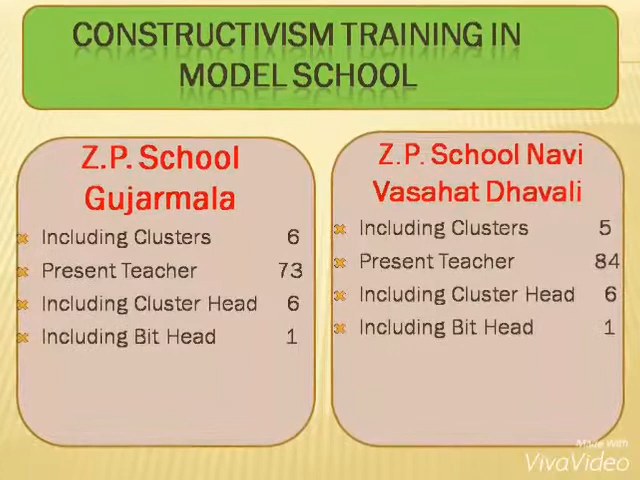 CONSTRUCTIVISM TRAINING IN
MODEL SCHOOL
Z.P. School
Gujarmala
Including Clusters 6
Present Teacher 73
Including Cluster Head 6
Including Bit Head 1
Z.P. School Navi
Vasahat Dhavali
Including Clusters 5
Present Teacher 84
Including Cluster Head 6
Including Bit Head 1
Made With
VivaVideo